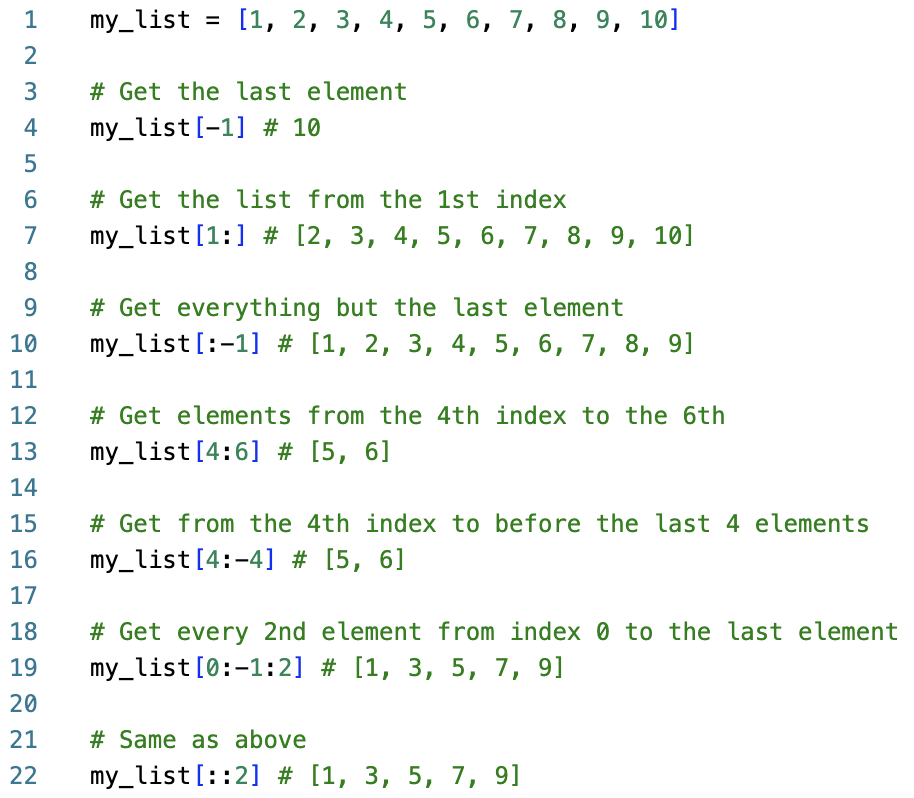 1 my_list = [1, 2, 3, 4, 5, 6, 7, 8, 9, 10]
2
3 # Get the last element
4 my_list[-1] # 10
5
6 # Get the list from the 1st index
7 my_list[1:] # [2, 3, 4, 5, 6, 7, 8, 9, 10]
8
9 # Get everything but the last element
10 my_list[:-1] # [1, 2, 3, 4, 5, 6, 7, 8, 9]
11
12 # Get elements from the 4th index to the 6th
13 my_list[4:6] # [5, 6]
14
15 # Get from the 4th index to before the last 4 elements
16 my_list[4:-4] # [5, 6]
17
18 # Get every 2nd element from index 0 to the last element
19 my_list[0:-1:2] # [1, 3, 5, 7, 9]
20
21 # Same as above
22 my_list[::2] # [1, 3, 5, 7, 9]